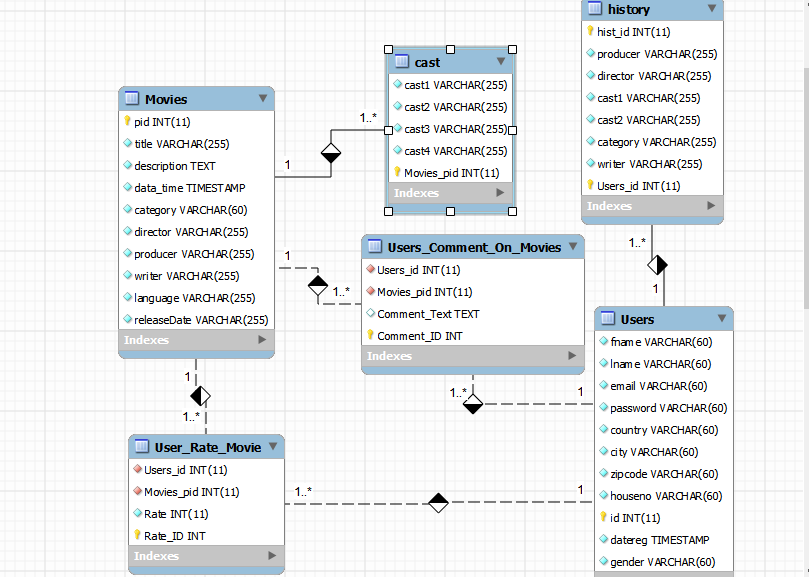 history
hist_id INT(11)
producer VARCHAR(255)
director VARCHAR(255)
cast1 VARCHAR(255)
cast2 VARCHAR(255)
category VARCHAR(60)
writer VARCHAR(255)
Users_id INT(11)
Indexes
cast
cast1 VARCHAR(255)
cast2 VARCHAR(255)
cast3 VARCHAR(255)
cast4 VARCHAR(255)
Movies_pid INT(11)
Indexes
Movies
pid INT(11)
title VARCHAR(255)
description TEXT
data_time TIMESTAMP
category VARCHAR(60)
director VARCHAR(255)
producer VARCHAR(255)
writer VARCHAR(255)
language VARCHAR(255)
releaseDate VARCHAR(255)
Indexes
1..*
1
Users_Comment_On_Movies
Users_id INT(11)
Movies_pid INT(11)
Comment_Text TEXT
Comment_ID INT
Indexes
1
1..*
1..*
1
Users
fname VARCHAR(60)
lname VARCHAR(60)
email VARCHAR(60)
password VARCHAR(60)
country VARCHAR(60)
city VARCHAR(60)
zipcode VARCHAR(60)
houseno VARCHAR(60)
id INT(11)
datereg TIMESTAMP
gender VARCHAR(60)
1
1..*
1..*
1
User_Rate_Movie
Users_id INT(11)
Movies_pid INT(11)
Rate INT(11)
Rate_ID INT
Indexes
1..*
1